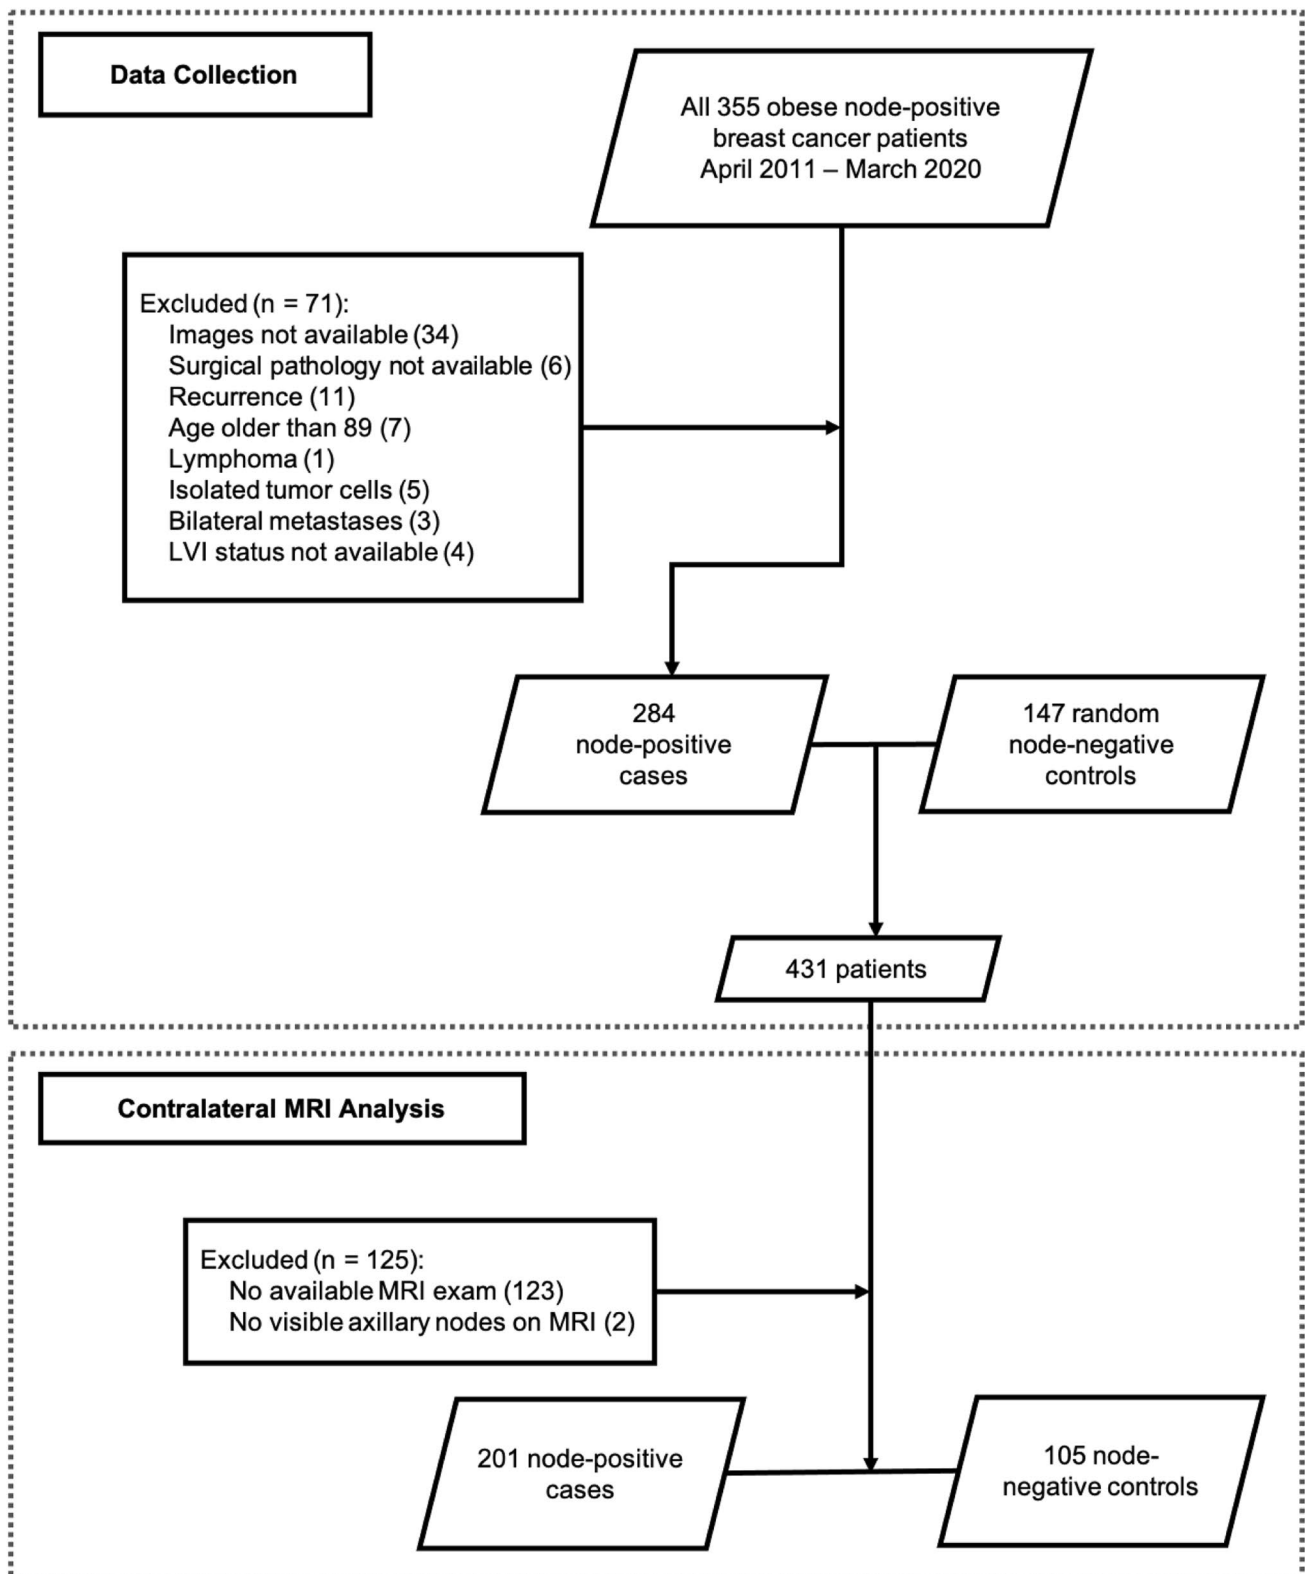 Data Collection
All 355 obese node-positive
breast cancer patients
April 2011 – March 2020
Excluded (n = 71):
Images not available (34)
Surgical pathology not available (6)
Recurrence (11)
Age older than 89 (7)
Lymphoma (1)
Isolated tumor cells (5)
Bilateral metastases (3)
LVI status not available (4)
284
node-positive
cases
147 random
node-negative
controls
431 patients
Contralateral MRI Analysis
Excluded (n = 125):
No available MRI exam (123)
No visible axillary nodes on MRI (2)
201 node-positive
cases
105 node-
negative controls